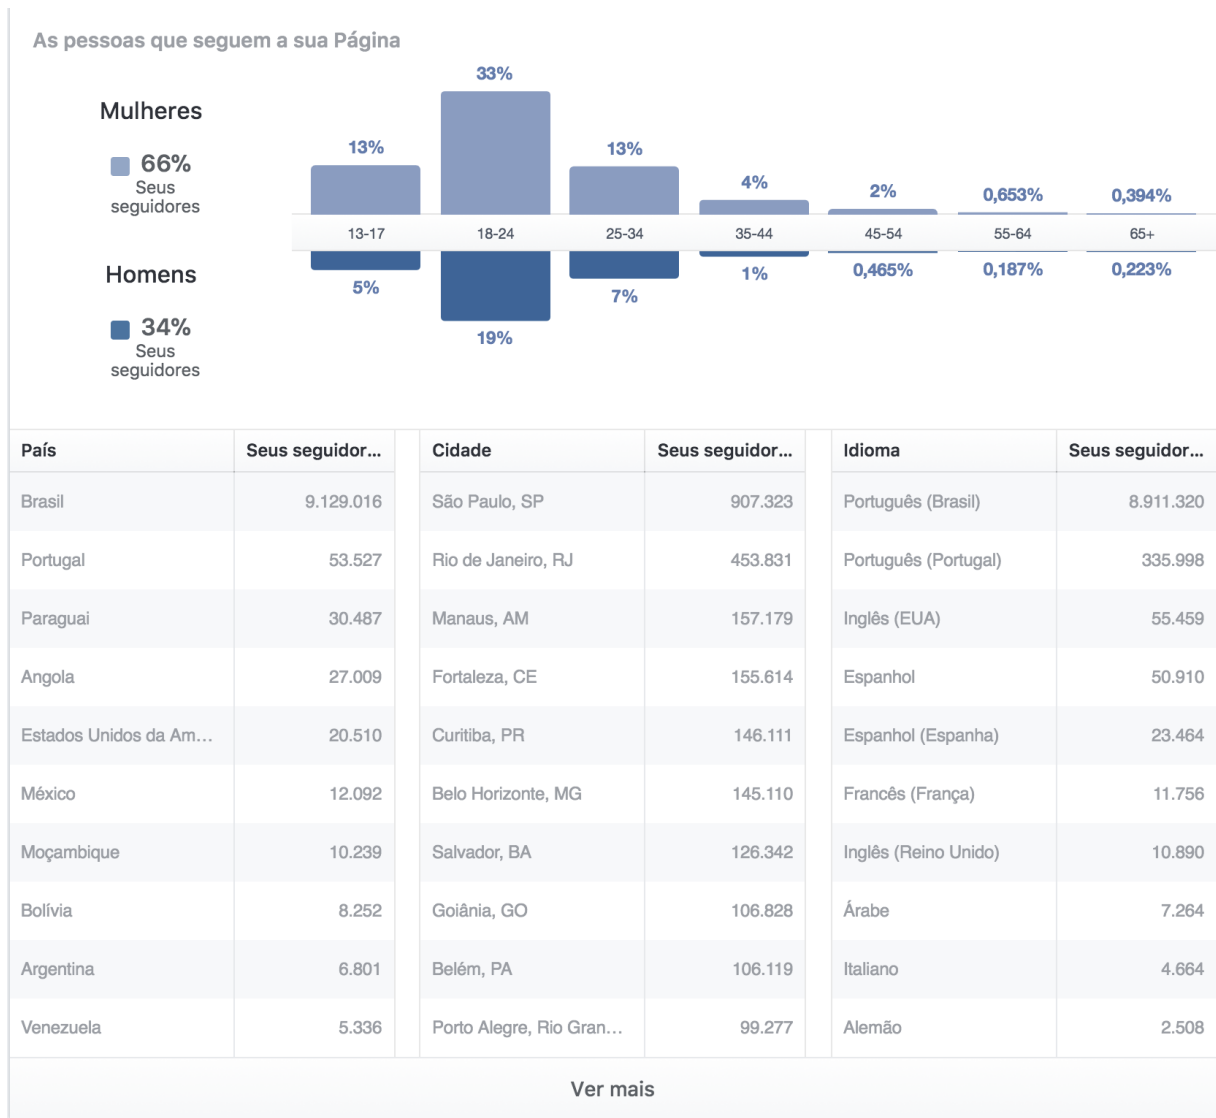 As pessoas que seguem a sua Página
Mulheres
66%
Seus
seguidores
Homens
34%
Seus
seguidores
13% 33% 13% 4% 2% 0,653% 0,394%
13-17 18-24 25-34 35-44 45-54 55-64 65+
5% 19% 7% 1% 0,465% 0,187% 0,223%
País Seus seguidor... Cidade Seus seguidor... Idioma Seus seguidor...
Brasil 9.129.016 São Paulo, SP 907.323 Português (Brasil) 8.911.320
Portugal 53.527 Rio de Janeiro, RJ 453.831 Português (Portugal) 335.998
Paraguai 30.487 Manaus, AM 157.179 Inglês (EUA) 55.459
Angola 27.009 Fortaleza, CE 155.614 Espanhol 50.910
Estados Unidos da Am... 20.510 Curitiba, PR 146.111 Espanhol (Espanha) 23.464
México 12.092 Belo Horizonte, MG 145.110 Francês (França) 11.756
Moçambique 10.239 Salvador, BA 126.342 Inglês (Reino Unido) 10.890
Bolívia 8.252 Goiânia, GO 106.828 Árabe 7.264
Argentina 6.801 Belém, PA 106.119 Italiano 4.664
Venezuela 5.336 Porto Alegre, Rio Gran... 99.277 Alemão 2.508
Ver mais